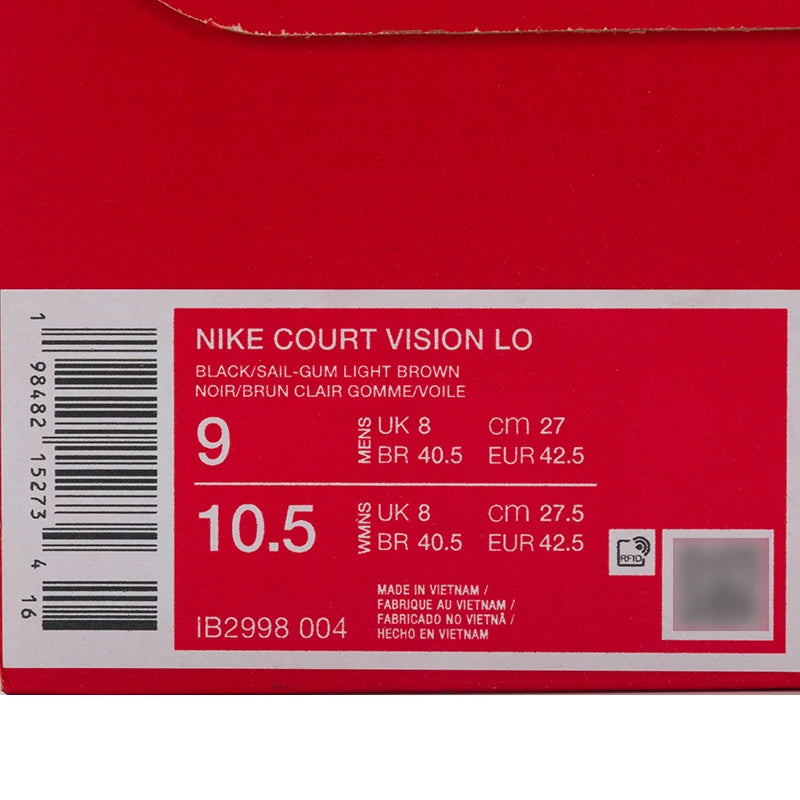 NIKE COURT VISION LO
BLACK/SAIL-GUM LIGHT BROWN
NOIR/BRUN CLAIR GOMME/VOILE
9
MENS
UK 8 cm 27
BR 40.5 EUR 42.5
10.5
WMNS
UK 8 cm 27.5
BR 40.5 EUR 42.5
IB2998 004
MADE IN VIETNAM /
FABRIQUE AU VIETNAM /
FABRICADO NO VIETNÃ /
HECHO EN VIETNAM
RFID
1 98482 15273 4 16